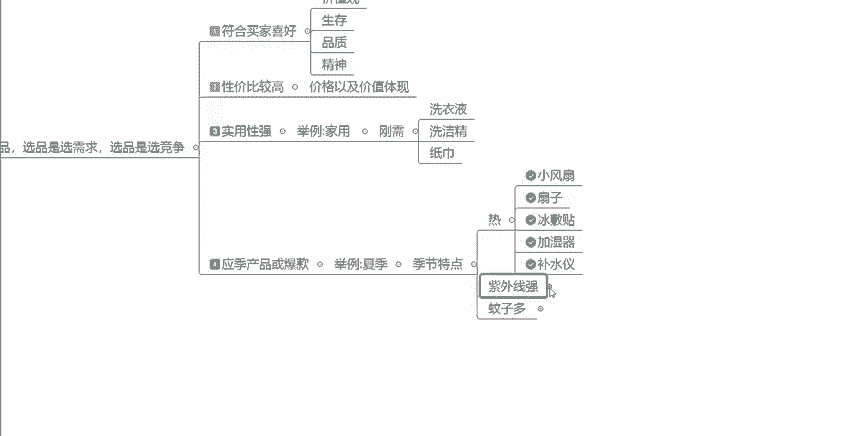 生存
1 符合买家喜好
品质
精神
2 性价比较高
价格以及价值体现
洗衣液
3 实用性强
举例:家用
刚需
洗洁精
纸巾
品，选品是选需求，选品是选竞争
小风扇
扇子
热
冰敷贴
加湿器
4 应季产品或爆款
举例:夏季
季节特点
补水仪
紫外线强
蚊子多